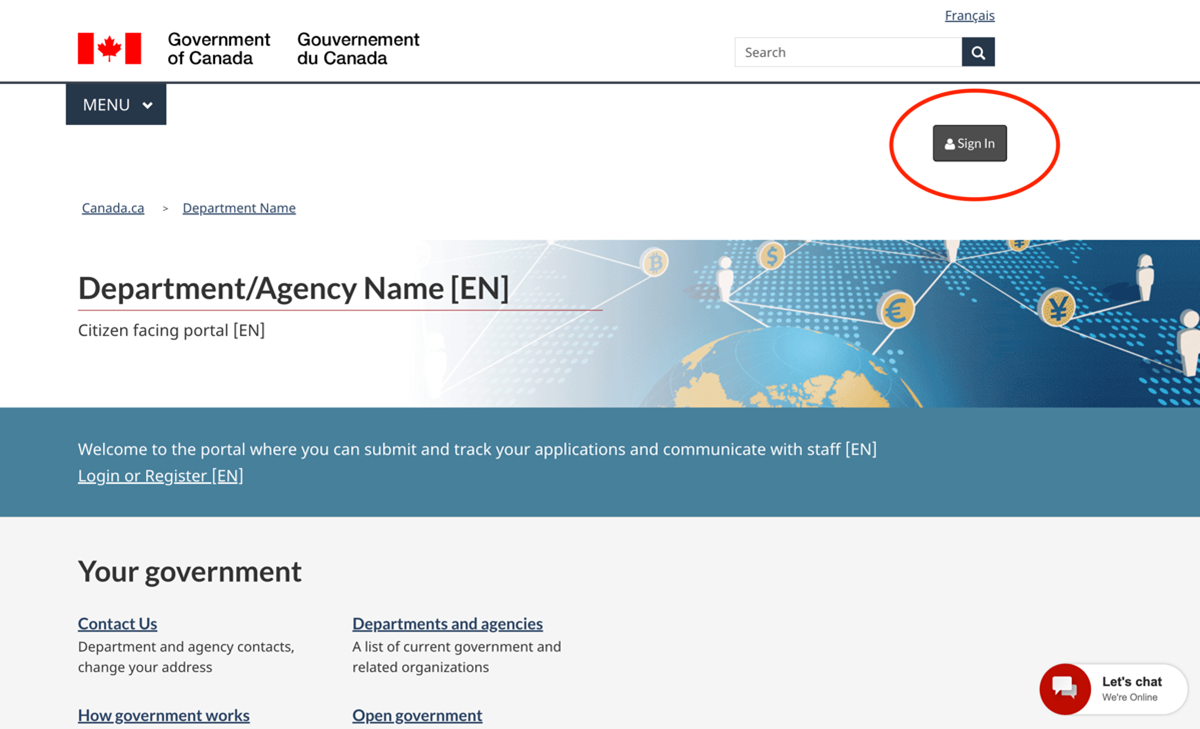 Français
Government
of Canada
Gouvernement
du Canada
Search
MENU
Sign In
Canada.ca > Department Name
Department/Agency Name [EN]
Citizen facing portal [EN]
Welcome to the portal where you can submit and track your applications and communicate with staff [EN]
Login or Register [EN]
Your government
Contact Us
Department and agency contacts,
change your address
Departments and agencies
A list of current government and
related organizations
How government works
Open government
Let's chat
We're Online